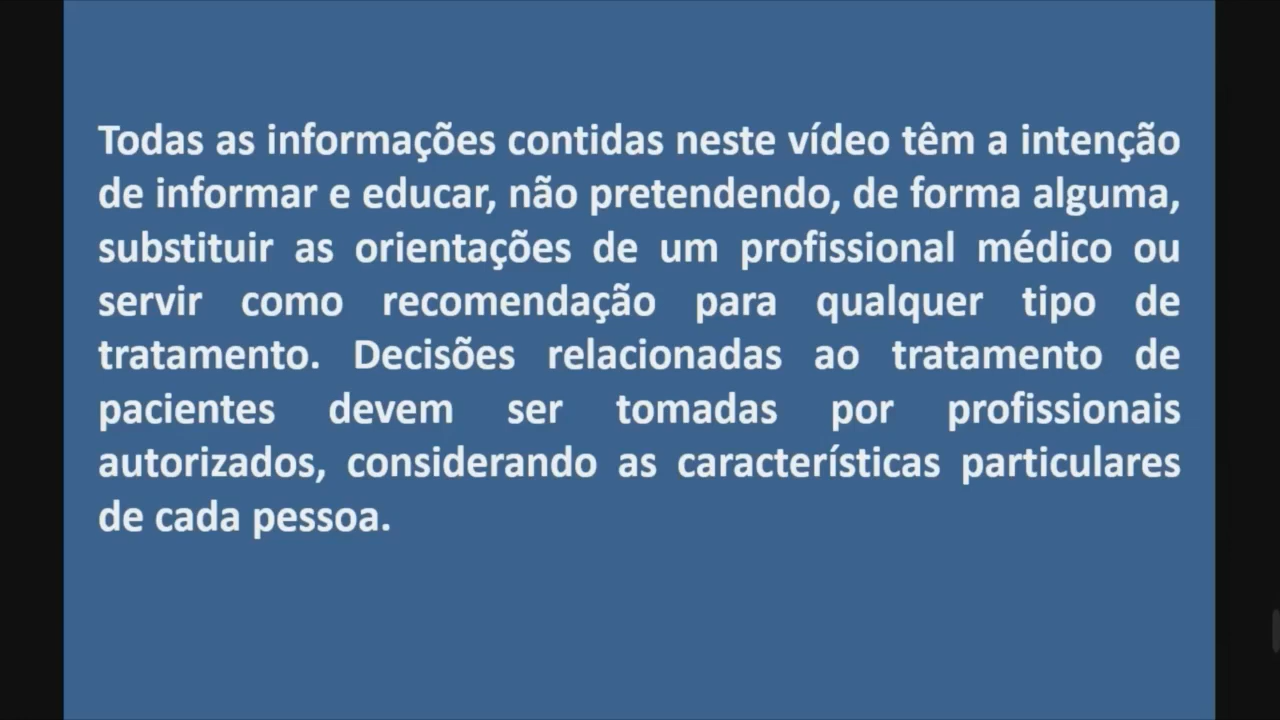 Todas as informações contidas neste vídeo têm a intenção
de informar e educar, não pretendendo, de forma alguma,
substituir as orientações de um profissional médico ou
servir como recomendação para qualquer tipo de
tratamento. Decisões relacionadas ao tratamento de
pacientes devem ser tomadas por profissionais
autorizados, considerando as características particulares
de cada pessoa.